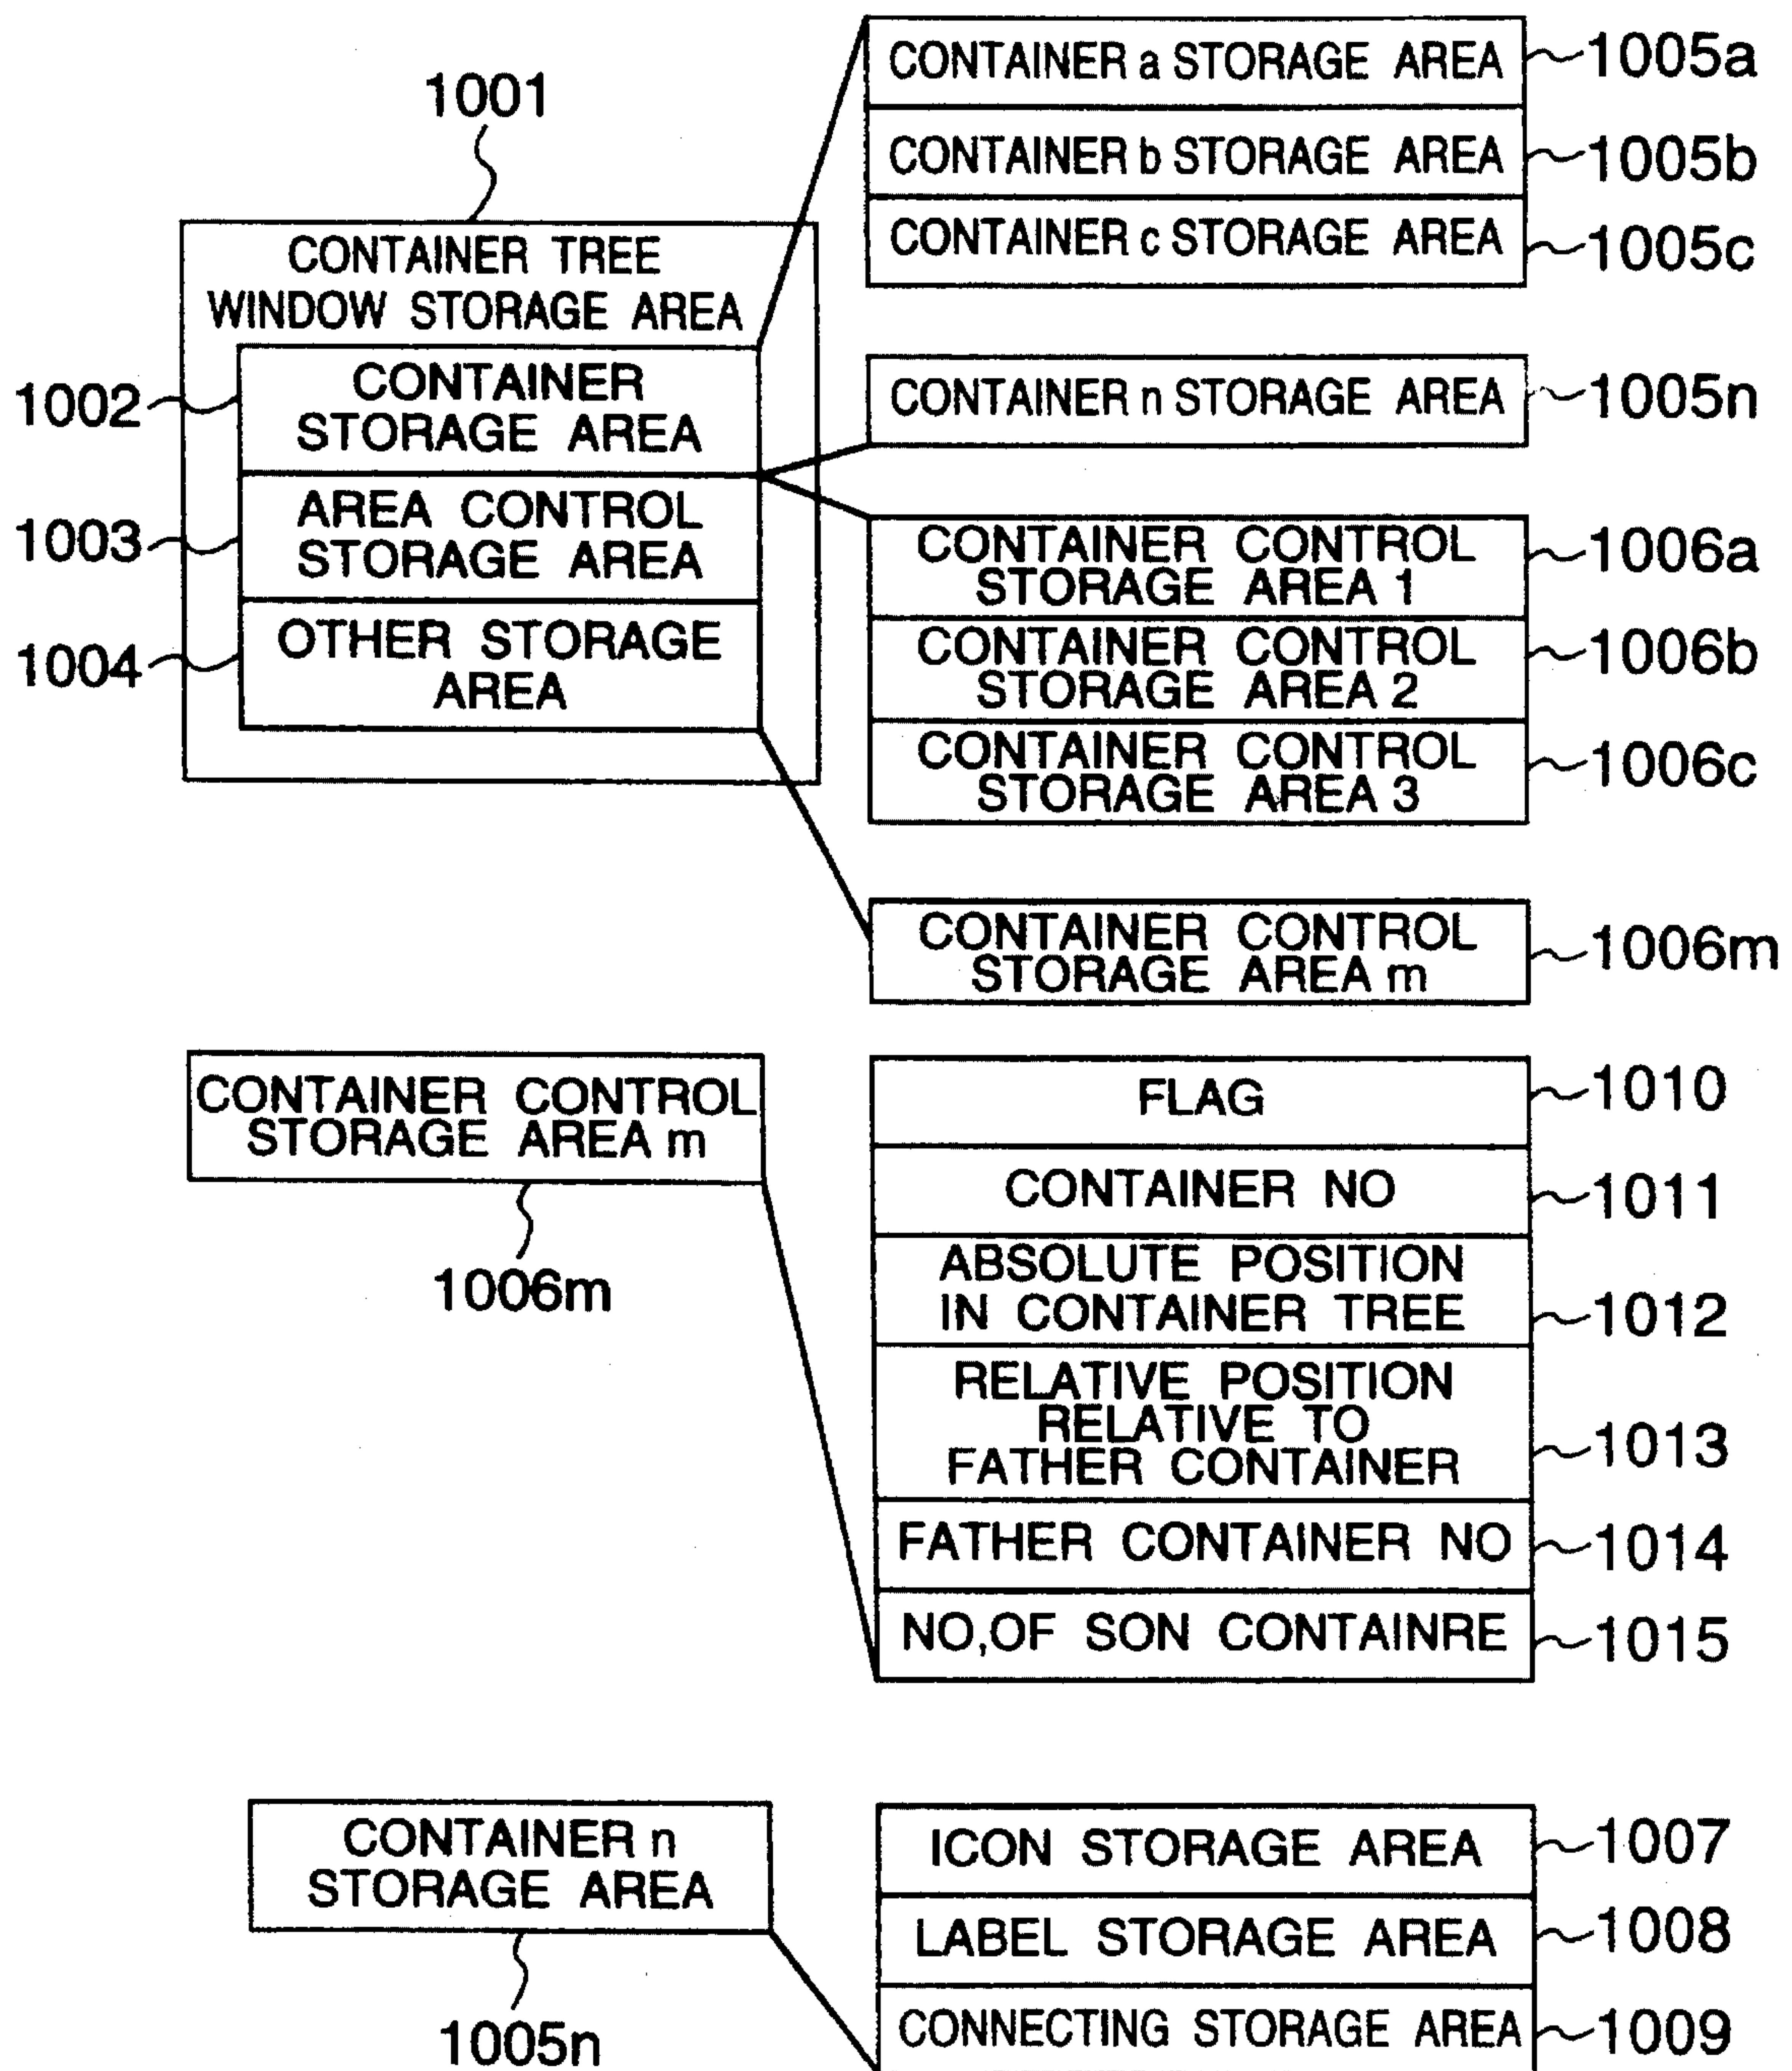 1001
CONTAINER TREE
WINDOW STORAGE AREA
1002
CONTAINER
STORAGE AREA
1003
AREA CONTROL
STORAGE AREA
1004
OTHER STORAGE
AREA
CONTAINER a STORAGE AREA
1005a
CONTAINER b STORAGE AREA
1005b
CONTAINER c STORAGE AREA
1005c
CONTAINER n STORAGE AREA
1005n
CONTAINER CONTROL
STORAGE AREA 1
1006a
CONTAINER CONTROL
STORAGE AREA 2
1006b
CONTAINER CONTROL
STORAGE AREA 3
1006c
CONTAINER CONTROL
STORAGE AREA m
1006m
CONTAINER CONTROL
STORAGE AREA m
1006m
FLAG
1010
CONTAINER NO
1011
ABSOLUTE POSITION
IN CONTAINER TREE
1012
RELATIVE POSITION
RELATIVE TO
FATHER CONTAINER
1013
FATHER CONTAINER NO
1014
NO,OF SON CONTAINRE
1015
CONTAINER n
STORAGE AREA
1005n
ICON STORAGE AREA
1007
LABEL STORAGE AREA
1008
CONNECTING STORAGE AREA
1009